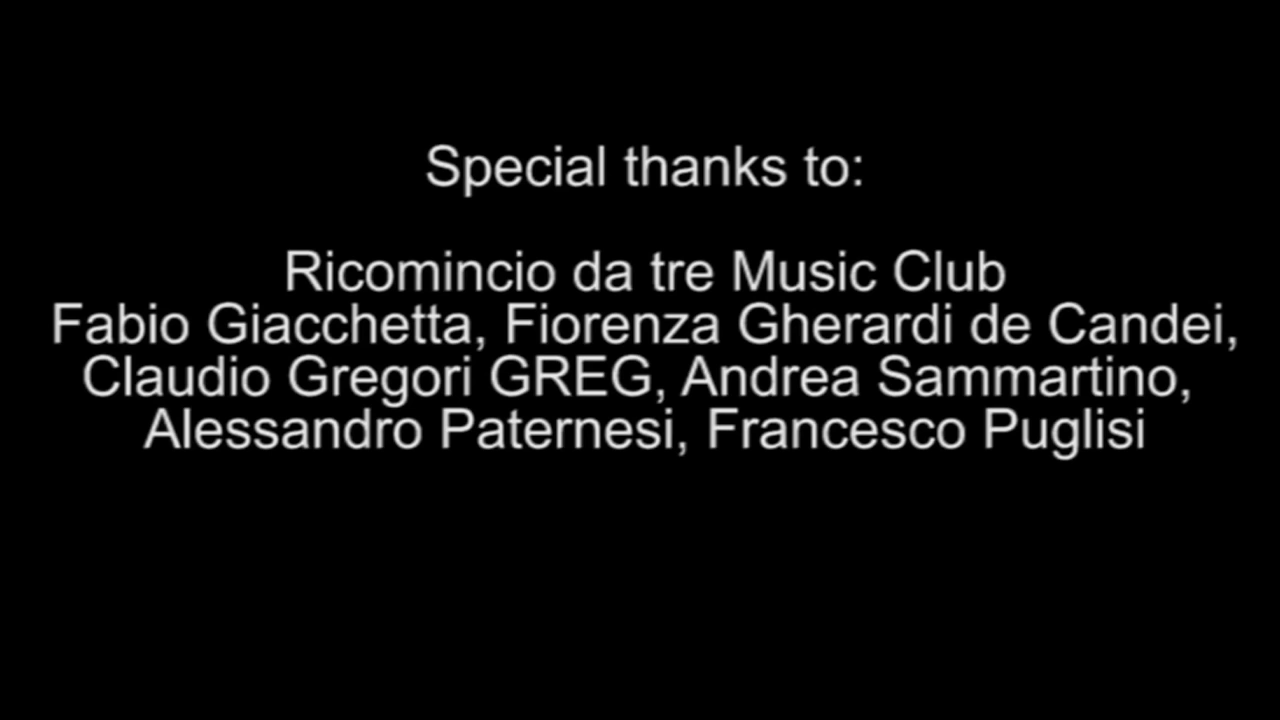 Special thanks to:
Ricomincio da tre Music Club
Fabio Giacchetta, Fiorenza Gherardi de Candei,
Claudio Gregori GREG, Andrea Sammartino,
Alessandro Paternesi, Francesco Puglisi